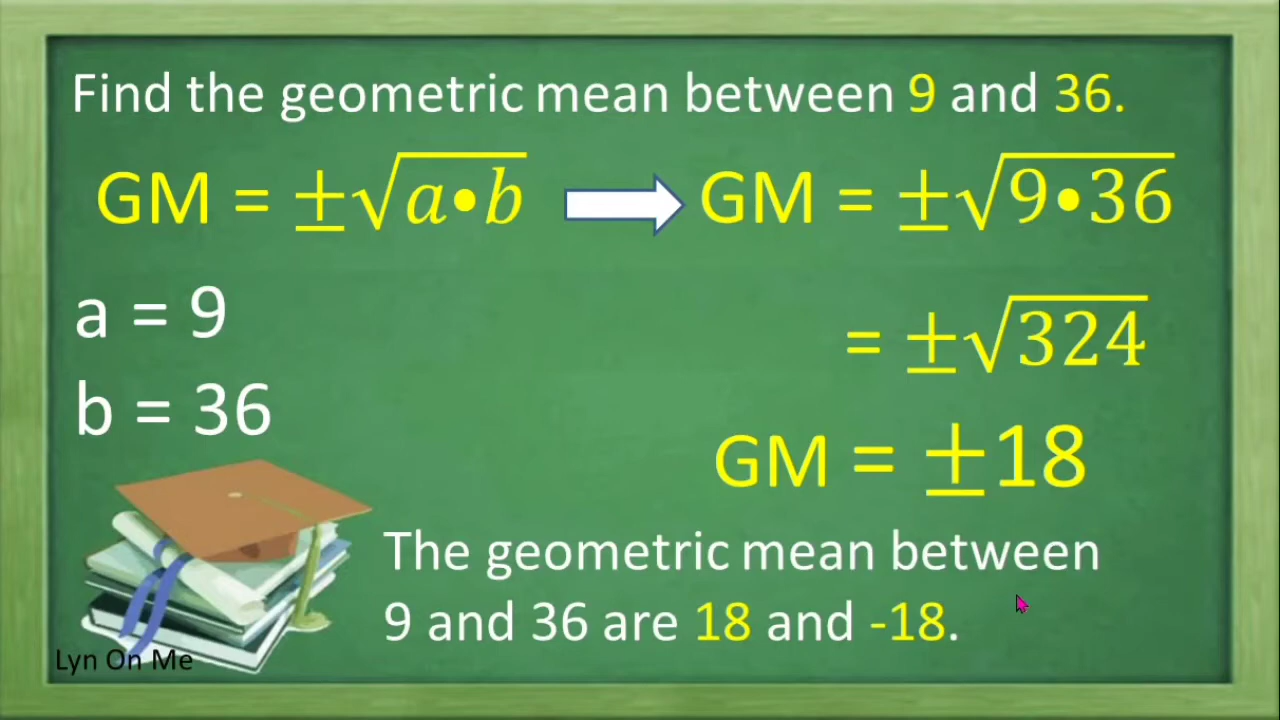 Find the geometric mean between 9 and 36.
GM = ±√a•b GM = ±√9•36
a = 9
= ±√324
b = 36
GM = ±18
The geometric mean between
9 and 36 are 18 and -18.
Lyn On Me